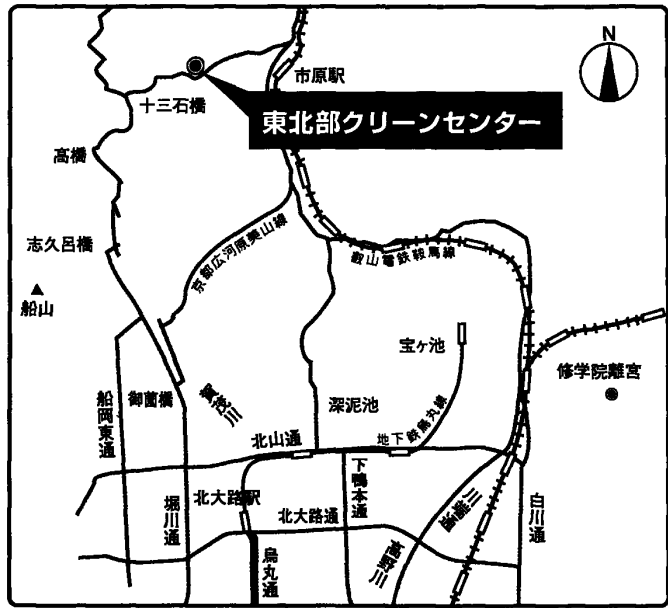 N
市原駅
十三石橋
東北部クリーンセンター
髙橋
志久呂橋
京都広河原美山線
叡山電鉄鞍馬線
船山
宝ヶ池
修学院離宮
船岡東通
御薗橋
賀茂川
深泥池
北山通
地下鉄烏丸線
下鴨本通
川端通
堀川通
北大路駅
北大路通
白川通
高野川
烏丸通